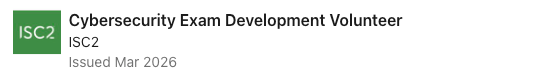 ISC2
Cybersecurity Exam Development Volunteer
ISC2
Issued Mar 2026